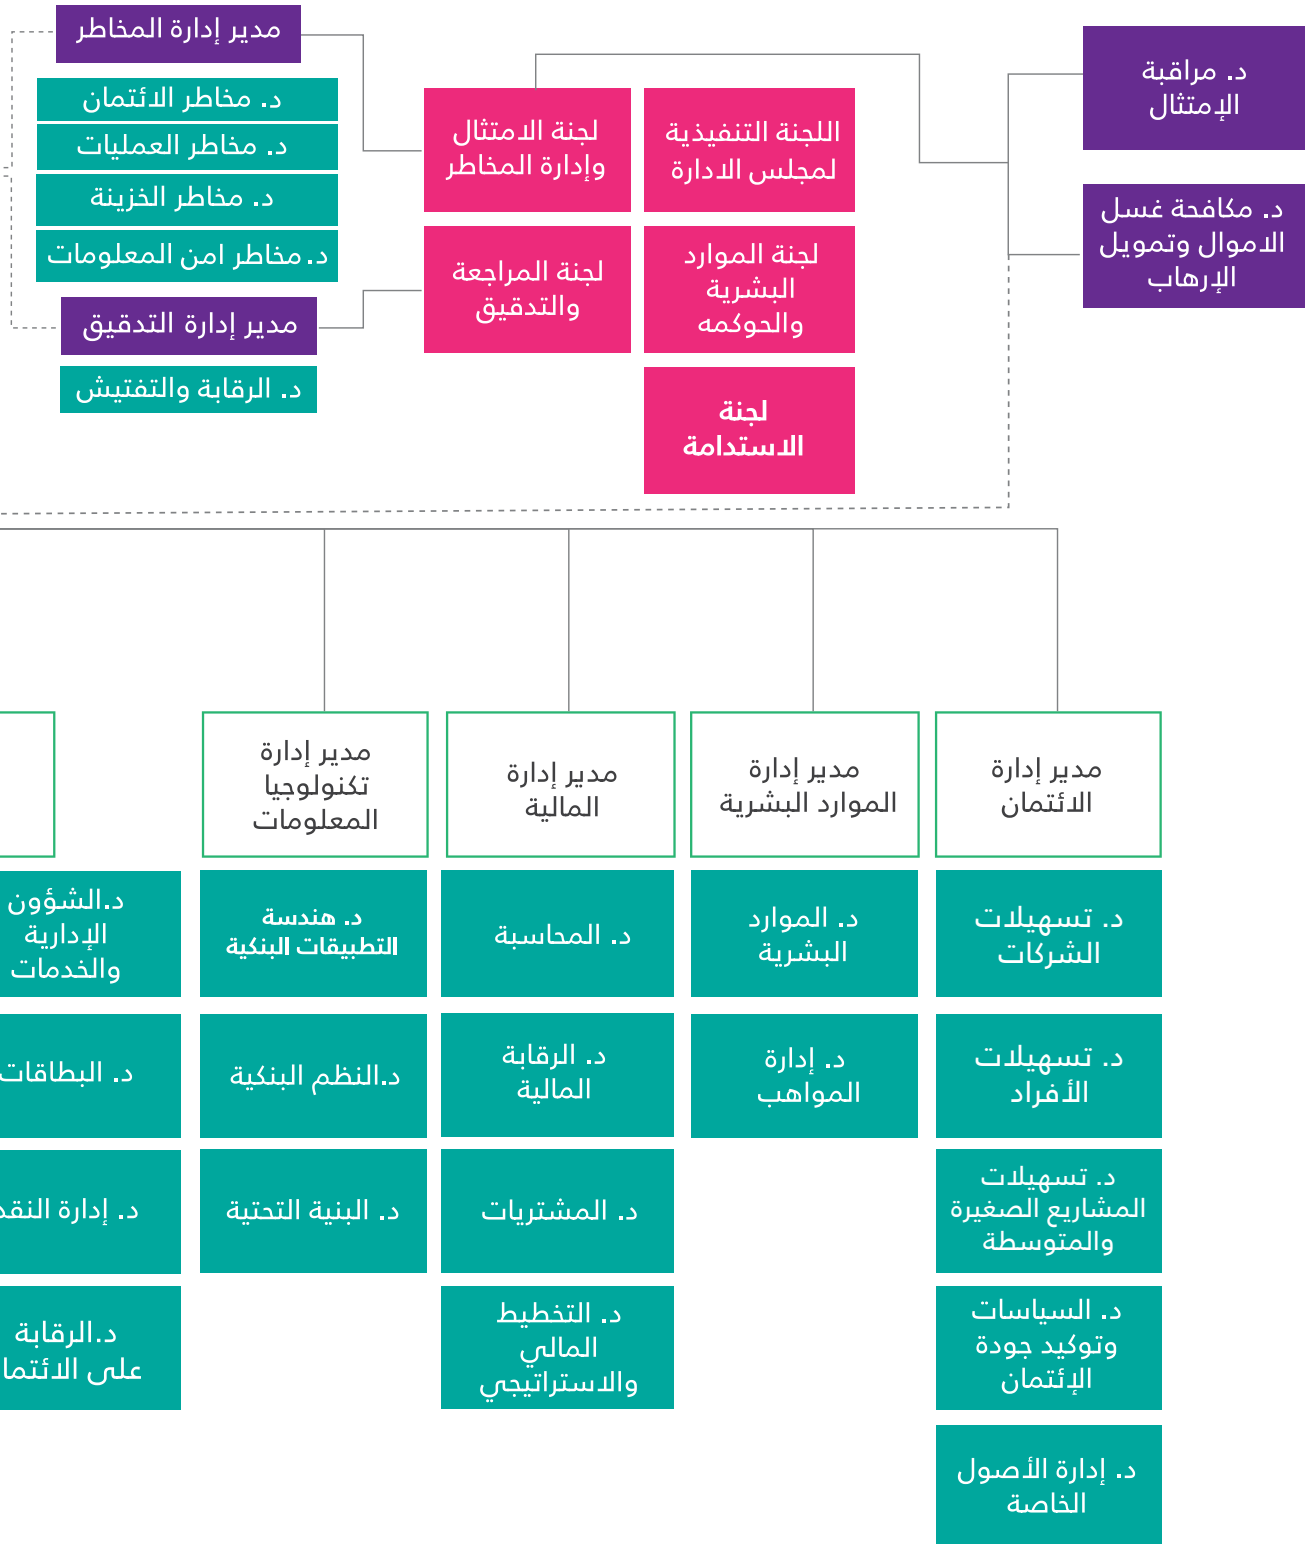 د. مراقبة
الإمتثال
د. مكافحة غسل
الاموال وتمويل
الإرهاب
اللجنة التنفيذية
لمجلس الادارة
لجنة الموارد
البشرية
والحوكمه
لجنة
الاستدامة
لجنة الامتثال
وإدارة المخاطر
لجنة المراجعة
والتدقيق
مدير إدارة المخاطر
د. مخاطر الائتمان
د. مخاطر العمليات
د. مخاطر الخزينة
د. مخاطر امن المعلومات
مدير إدارة التدقيق
د. الرقابة والتفتيش
مدير إدارة
الائتمان
د. تسهيلات
الشركات
د. تسهيلات
الأفراد
د. تسهيلات
المشاريع الصغيرة
والمتوسطة
د. السياسات
وتوكيد جودة
الإئتمان
د. إدارة الأصول
الخاصة
مدير إدارة
الموارد البشرية
د. الموارد
البشرية
د. إدارة
المواهب
مدير إدارة
المالية
د. المحاسبة
د. الرقابة
المالية
د. المشتريات
د. التخطيط
المالي
والاستراتيجي
مدير إدارة
تكنولوجيا
المعلومات
د. هندسة
التطبيقات البنكية
د.النظم البنكية
د. البنية التحتية
د.الشؤون
الإدارية
والخدمات
د. البطاقات
د. إدارة
د.الرقابة
على